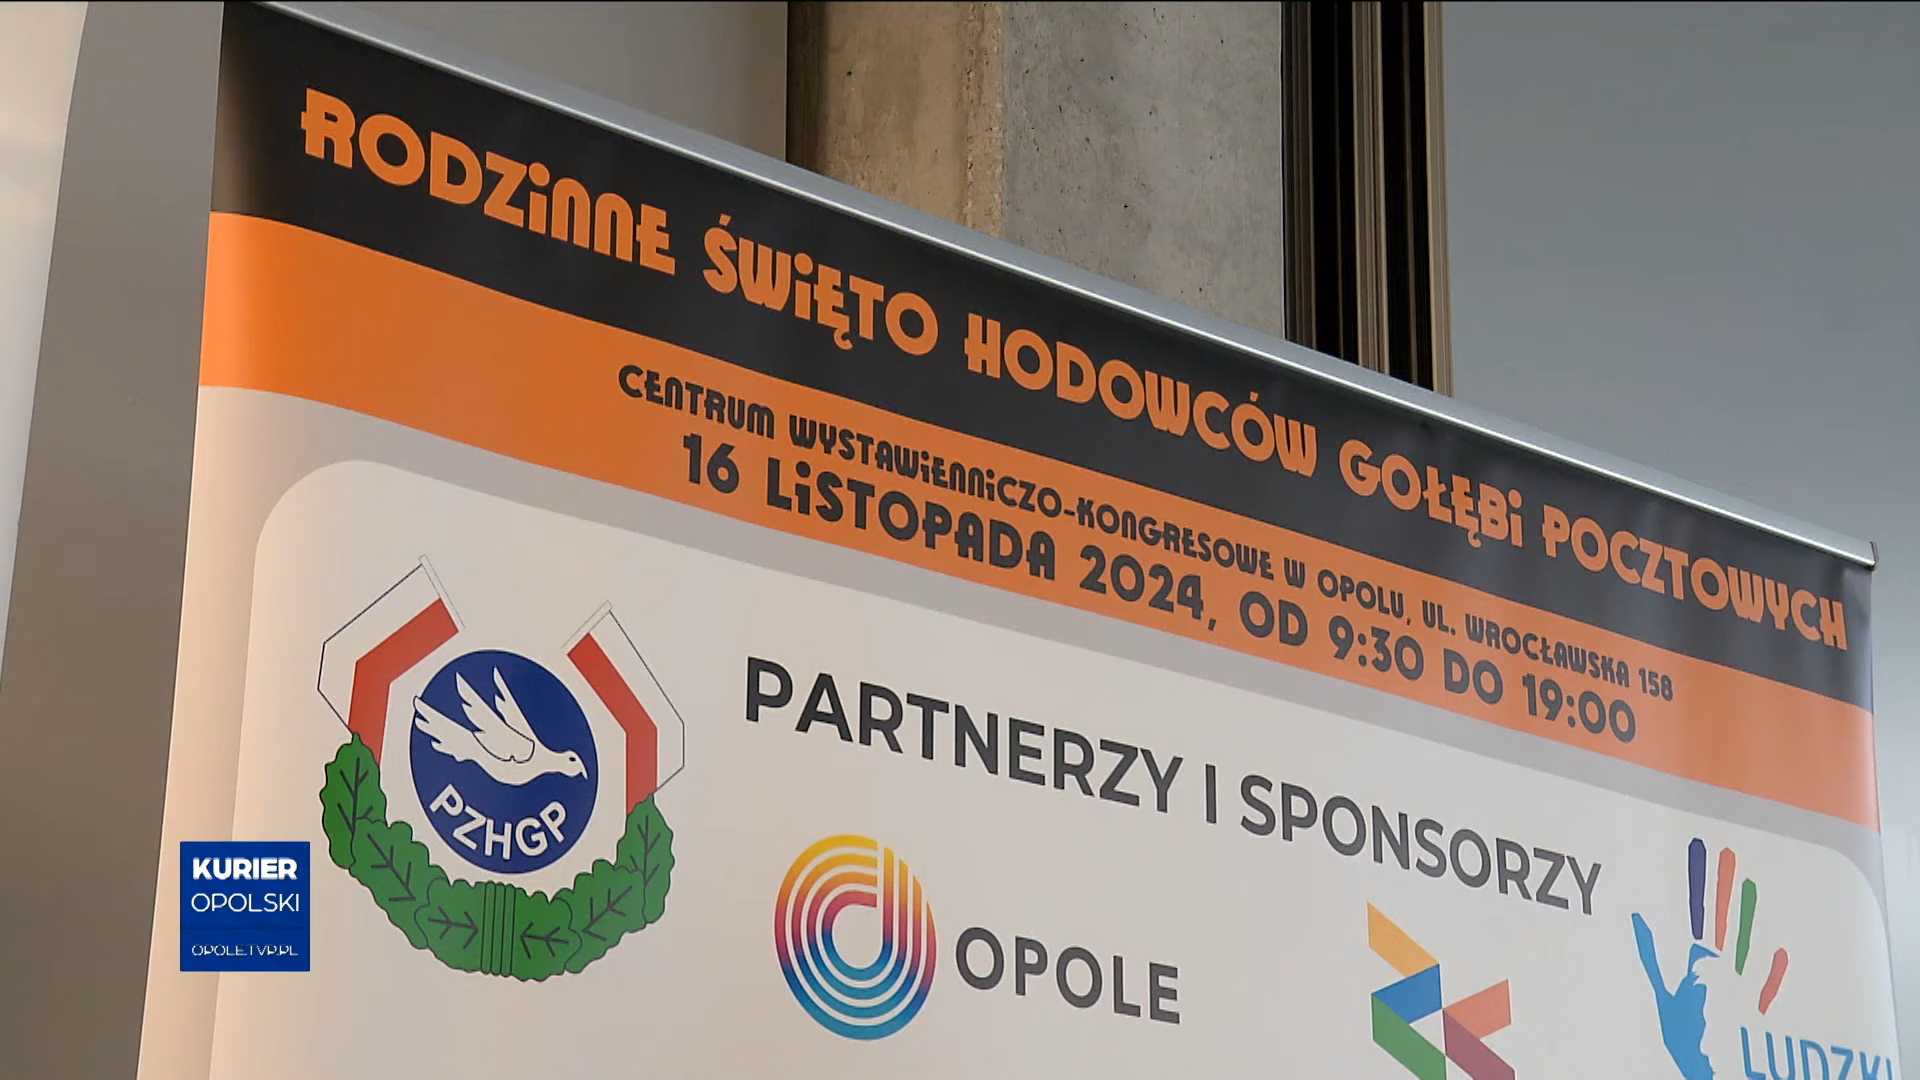 RODZiNNE ŚWiĘTO HODOWCÓW GOŁĘBi POCZTOWYCH
CENTRUM WYSTAWiENNiCZO-KONGRESOWE W OPOLU, UL. WROCŁAWSKA 158
16 LiSTOPADA 2024, OD 9:30 DO 19:00
PARTNERZY I SPONSORZY
PZHGP
OPOLE
LUDZKI
KURIER
OPOLSKI
OPOLE.TVP.PL